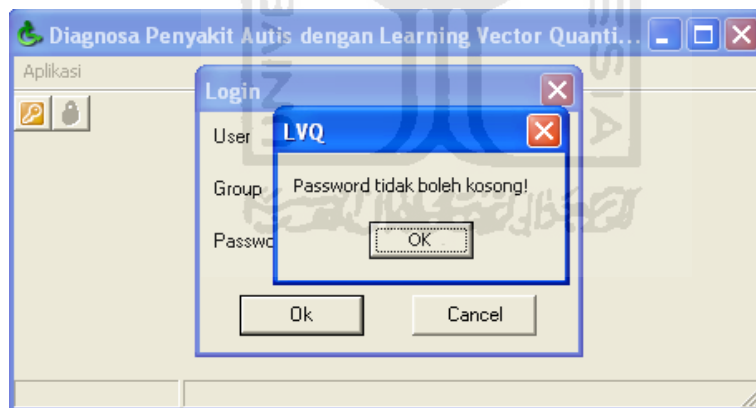 Diagnosa Penyakit Autis dengan Learning Vector Quanti...
Aplikasi
Login
User
LVQ
Group
Password tidak boleh kosong!
Passwo
OK
Ok
Cancel